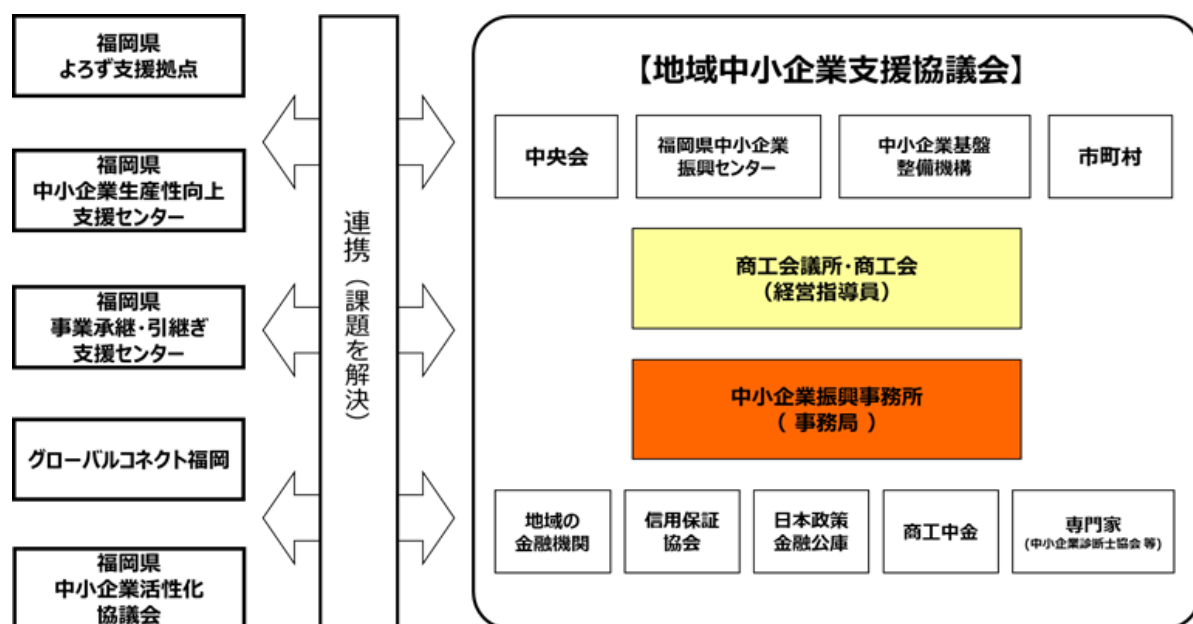 福岡県
よろず支援拠点
福岡県
中小企業生産性向上
支援センター
福岡県
事業承継・引継ぎ
支援センター
グローバルコネクト福岡
福岡県
中小企業活性化
協議会
連携（課題を解決）
【地域中小企業支援協議会】
中央会
福岡県中小企業
振興センター
中小企業基盤
整備機構
市町村
商工会議所・商工会
（経営指導員）
中小企業振興事務所
（ 事務局 ）
地域の
金融機関
信用保証
協会
日本政策
金融公庫
商工中金
専門家
(中小企業診断士協会 等)